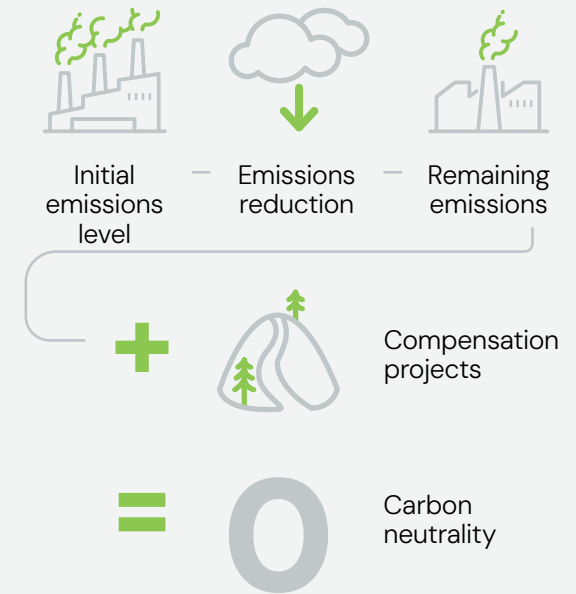 Initial
emissions
level
Emissions
reduction
Remaining
emissions
+
Compensation
projects
=
0
Carbon
neutrality